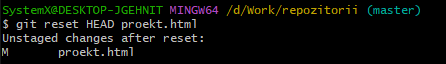 SystemX@DESKTOP-JGEHNIT MINGW64 /d/Work/repozitorii (master)
$ git reset HEAD proekt.html
Unstaged changes after reset:
M       proekt.html